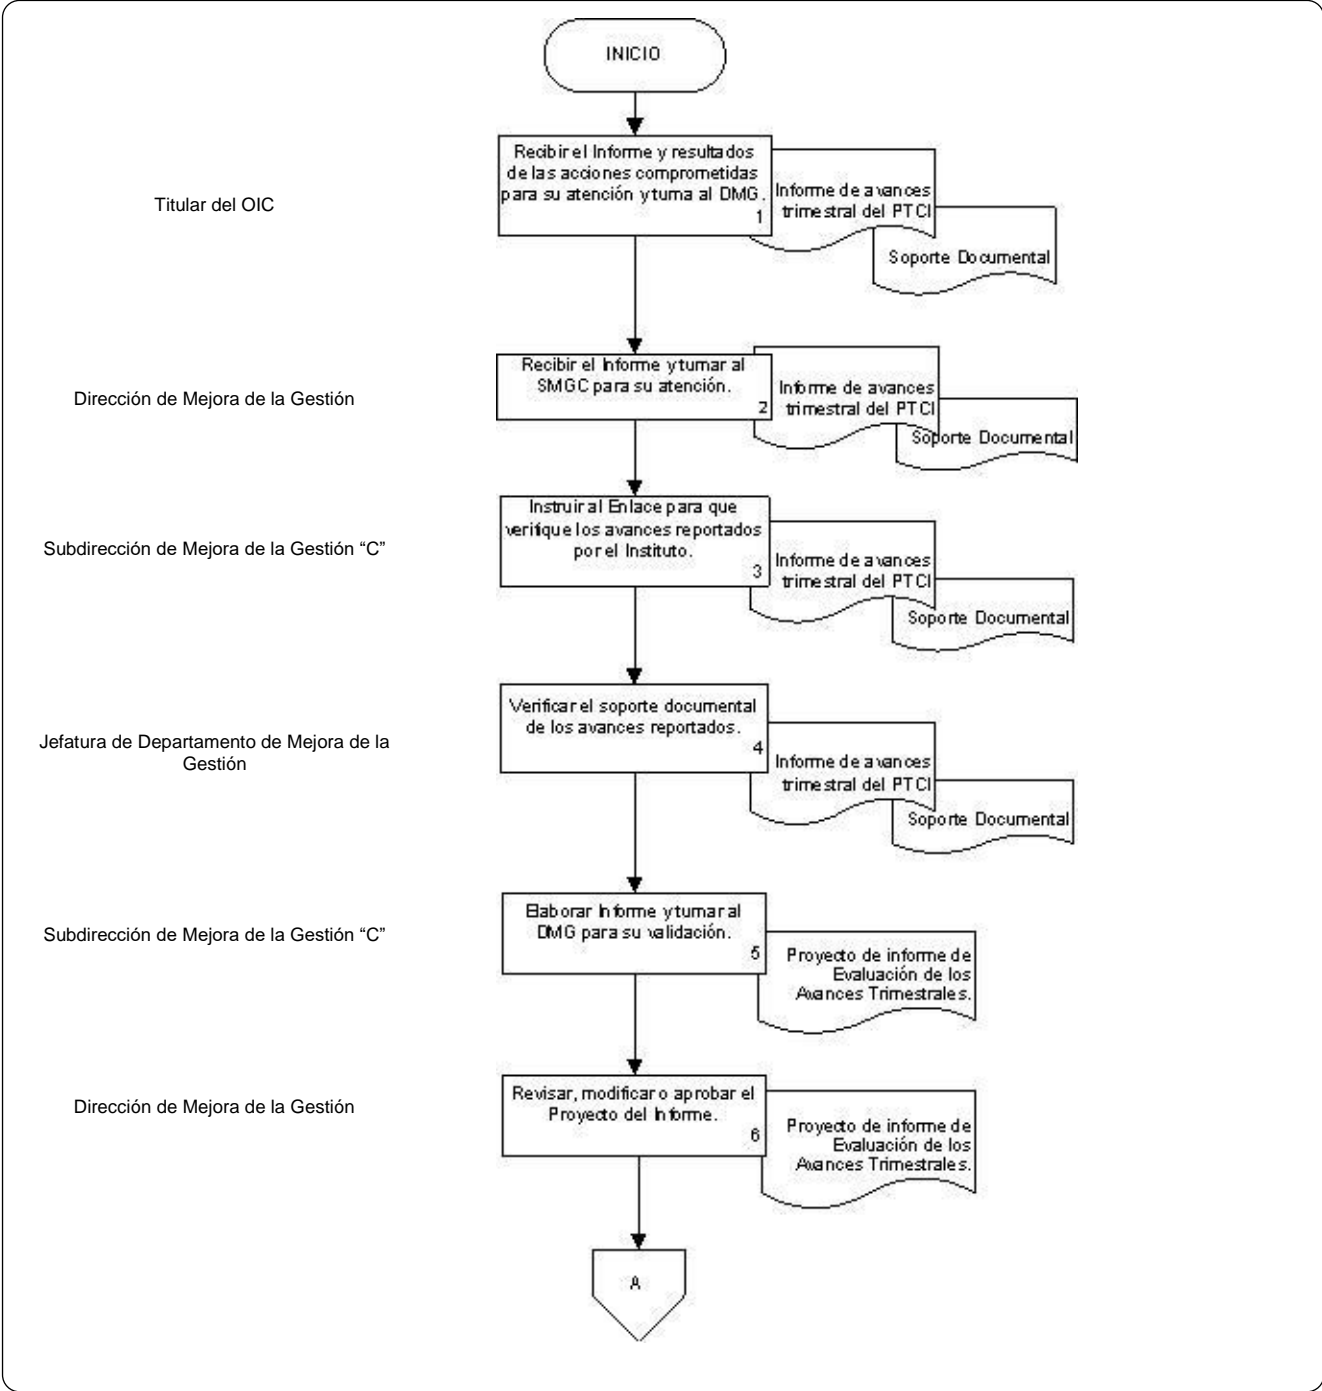 INICIO
Titular del OIC
Recibir el Informe y resultados
de las acciones comprometidas
para su atención y turna al DMG.
1
Informe de avances
trimestral del PTCI
Soporte Documental
Dirección de Mejora de la Gestión
Recibir el Informe y turnar al
SMGC para su atención.
2
Informe de avances
trimestral del PTCI
Soporte Documental
Subdirección de Mejora de la Gestión “C”
Instruir al Enlace para que
verifique los avances reportados
por el Instituto.
3
Informe de avances
trimestral del PTCI
Soporte Documental
Jefatura de Departamento de Mejora de la
Gestión
Verificar el soporte documental
de los avances reportados.
4
Informe de avances
trimestral del PTCI
Soporte Documental
Subdirección de Mejora de la Gestión “C”
Elaborar Informe y turnar al
DMG para su validación.
5
Proyecto de informe de
Evaluación de los
Avances Trimestrales.
Dirección de Mejora de la Gestión
Revisar, modificar o aprobar el
Proyecto del Informe.
6
Proyecto de informe de
Evaluación de los
Avances Trimestrales.
A